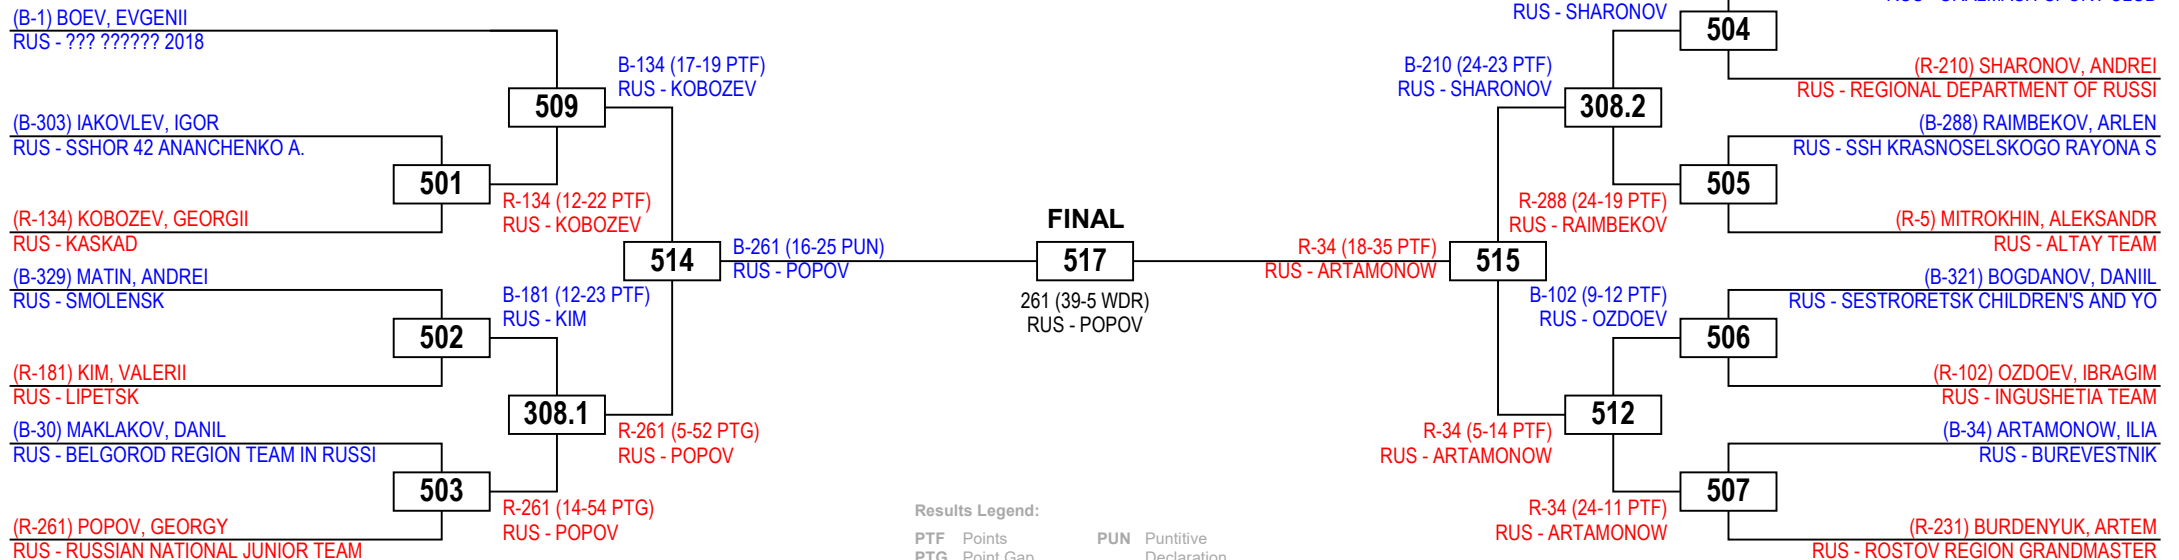 (B-1) BOEV, EVGENII
RUS - ??? ?????? 2018
(B-303) IAKOVLEV, IGOR
RUS - SSHOR 42 ANANCHENKO A.
501
(R-134) KOBOZEV, GEORGII
RUS - KASKAD
(B-329) MATIN, ANDREI
RUS - SMOLENSK
502
(R-181) KIM, VALERII
RUS - LIPETSK
(B-30) MAKLAKOV, DANIL
RUS - BELGOROD REGION TEAM IN RUSSI
503
(R-261) POPOV, GEORGY
RUS - RUSSIAN NATIONAL JUNIOR TEAM
509
R-134 (12-22 PTF)
RUS - KOBOZEV
B-181 (12-23 PTF)
RUS - KIM
308.1
R-261 (14-54 PTG)
RUS - POPOV
B-134 (17-19 PTF)
RUS - KOBOZEV
514
R-261 (5-52 PTG)
RUS - POPOV
B-261 (16-25 PUN)
RUS - POPOV
FINAL
517
261 (39-5 WDR)
RUS - POPOV
Results Legend:
PTF Points
PUN Puntitive
PTG Point Gap
Declaration
R-34 (18-35 PTF)
RUS - ARTAMONOW
515
B-210 (24-23 PTF)
RUS - SHARONOV
R-34 (5-14 PTF)
RUS - ARTAMONOW
RUS - SHARONOV
308.2
R-288 (24-19 PTF)
RUS - RAIMBEKOV
B-102 (9-12 PTF)
RUS - OZDOEV
512
R-34 (24-11 PTF)
RUS - ARTAMONOW
504
(R-210) SHARONOV, ANDREI
RUS - REGIONAL DEPARTMENT OF RUSSI
(B-288) RAIMBEKOV, ARLEN
RUS - SSH KRASNOSELSKOGO RAYONA S
505
(R-5) MITROKHIN, ALEKSANDR
RUS - ALTAY TEAM
(B-321) BOGDANOV, DANIIL
RUS - SESTRORETSK CHILDREN'S AND YO
506
(R-102) OZDOEV, IBRAGIM
RUS - INGUSHETIA TEAM
(B-34) ARTAMONOW, ILIA
RUS - BUREVESTNIK
507
(R-231) BURDENYUK, ARTEM
RUS - ROSTOV REGION GRANDMASTER